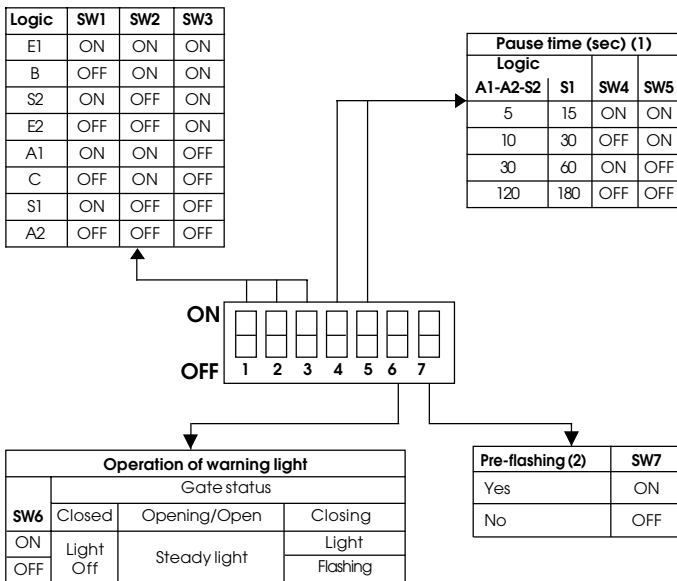 Logic SW1 SW2 SW3
E1 ON ON ON
B OFF ON ON
S2 ON OFF ON
E2 OFF OFF ON
A1 ON ON OFF
C OFF ON OFF
S1 ON OFF OFF
A2 OFF OFF OFF
Pause time (sec) (1)
Logic
A1-A2-S2 S1 SW4 SW5
5 15 ON ON
10 30 OFF ON
30 60 ON OFF
120 180 OFF OFF
ON
OFF 1 2 3 4 5 6 7
Operation of warning light
Gate status
SW6 Closed Opening/Open Closing
ON Light Off Steady light Light
OFF Flashing
Pre-flashing (2) SW7
Yes ON
No OFF